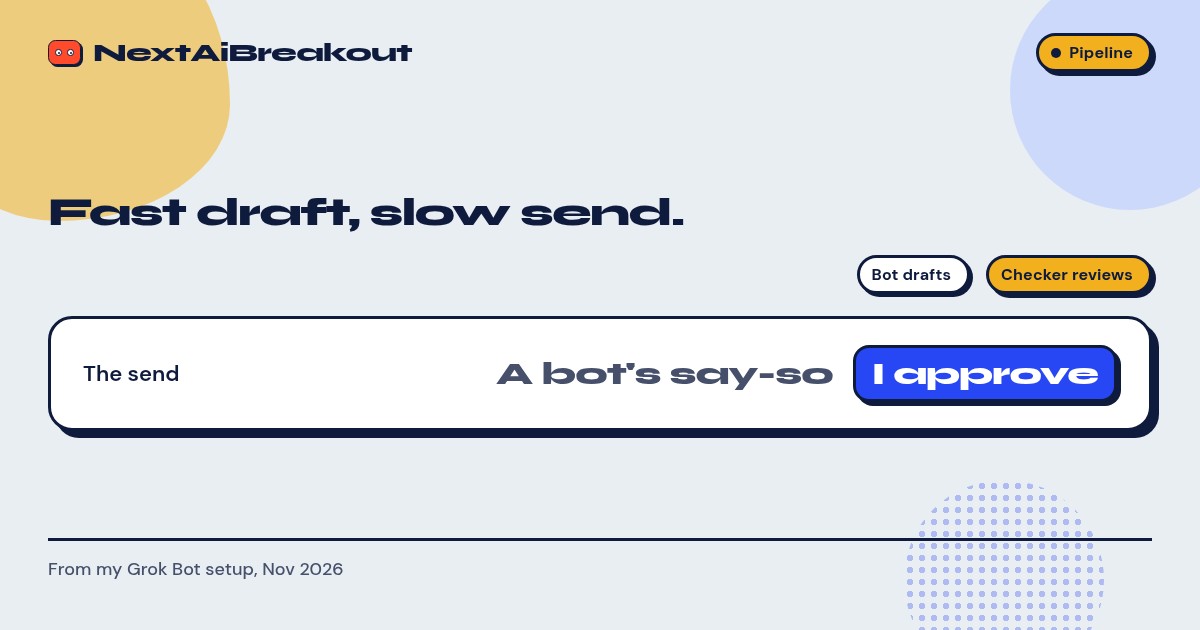 NextAiBreakout
Pipeline
Fast draft, slow send.
Bot drafts
Checker reviews
The send
A bot's say-so
I approve
From my Grok Bot setup, Nov 2026